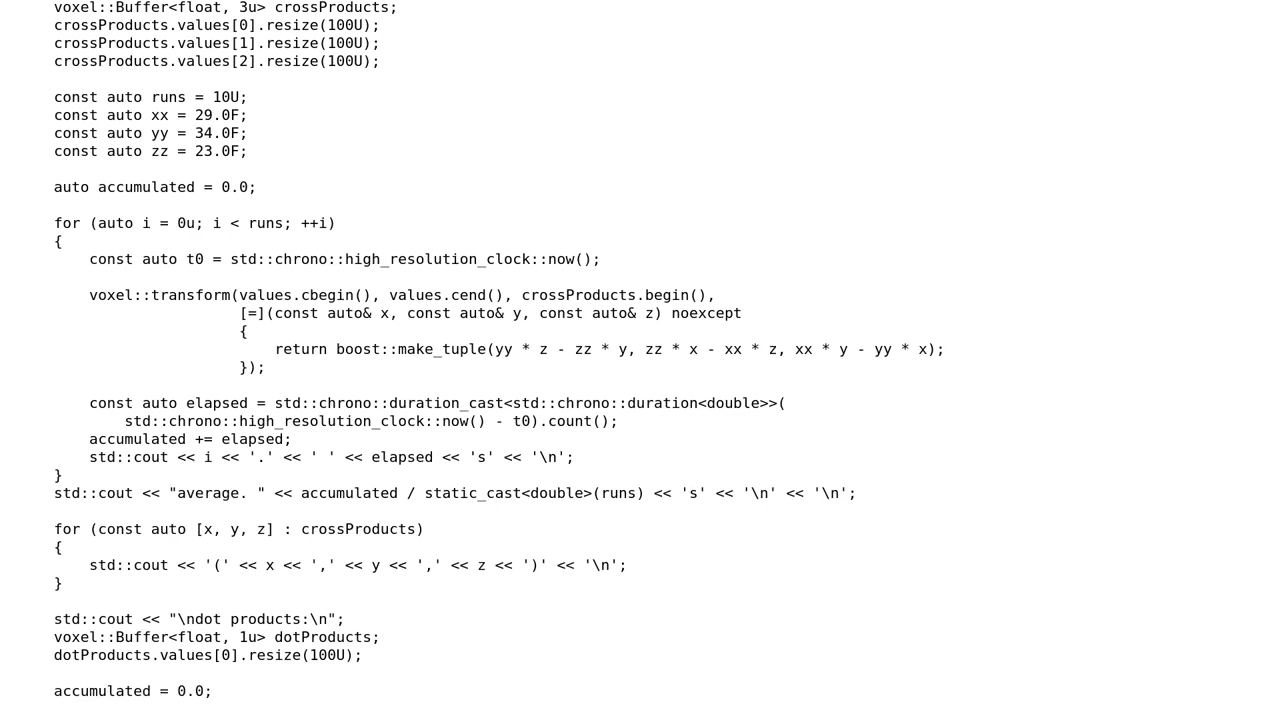 voxel::Buffer<float, 3u> crossProducts;
crossProducts.values[0].resize(100U);
crossProducts.values[1].resize(100U);
crossProducts.values[2].resize(100U);

const auto runs = 10U;
const auto xx = 29.0F;
const auto yy = 34.0F;
const auto zz = 23.0F;

auto accumulated = 0.0;

for (auto i = 0u; i < runs; ++i)
{
    const auto t0 = std::chrono::high_resolution_clock::now();

    voxel::transform(values.cbegin(), values.cend(), crossProducts.begin(),
                     [=](const auto& x, const auto& y, const auto& z) noexcept
                     {
                         return boost::make_tuple(yy * z - zz * y, zz * x - xx * z, xx * y - yy * x);
                     });

    const auto elapsed = std::chrono::duration_cast<std::chrono::duration<double>>(
        std::chrono::high_resolution_clock::now() - t0).count();
    accumulated += elapsed;
    std::cout << i << '.' << ' ' << elapsed << 's' << '\n';
}
std::cout << "average. " << accumulated / static_cast<double>(runs) << 's' << '\n' << '\n';

for (const auto [x, y, z] : crossProducts)
{
    std::cout << '(' << x << ',' << y << ',' << z << ')' << '\n';
}

std::cout << "\ndot products:\n";
voxel::Buffer<float, 1u> dotProducts;
dotProducts.values[0].resize(100U);

accumulated = 0.0;